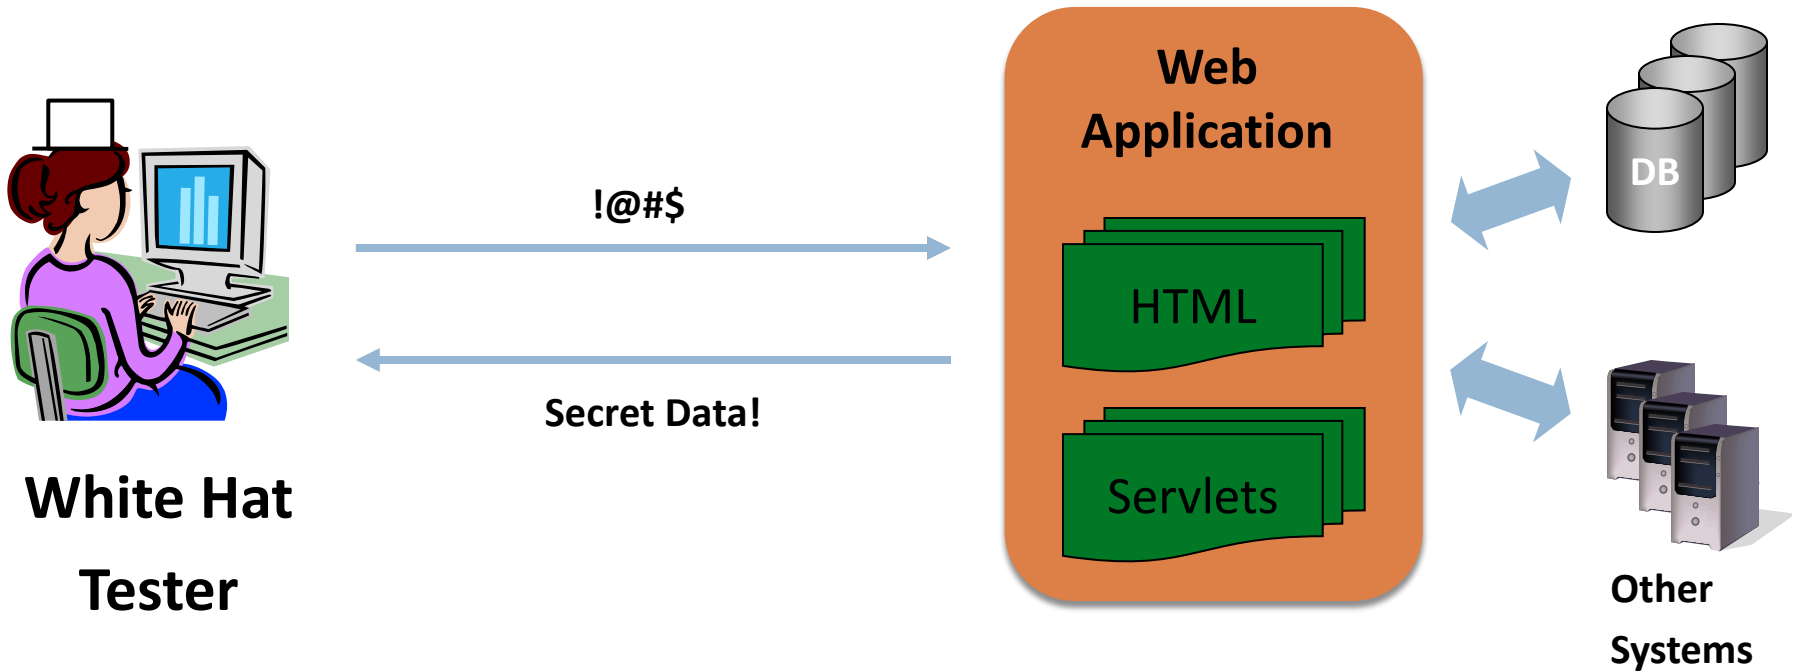 White Hat
Tester
!@#$
Secret Data!
Web
Application
HTML
Servlets
DB
Other
Systems